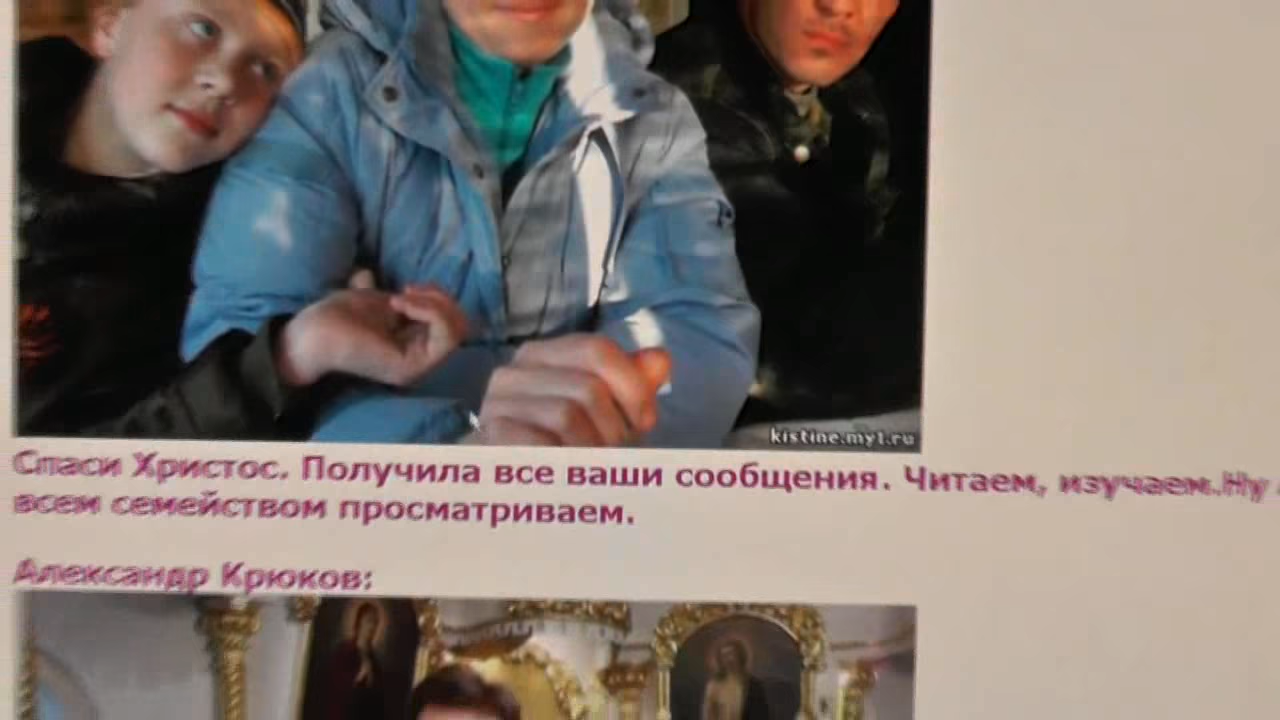 kistine.my1.ru
Спаси Христос. Получила все ваши сообщения. Читаем, изучаем.Ну
всем семейством просматриваем.
Александр Крюков: